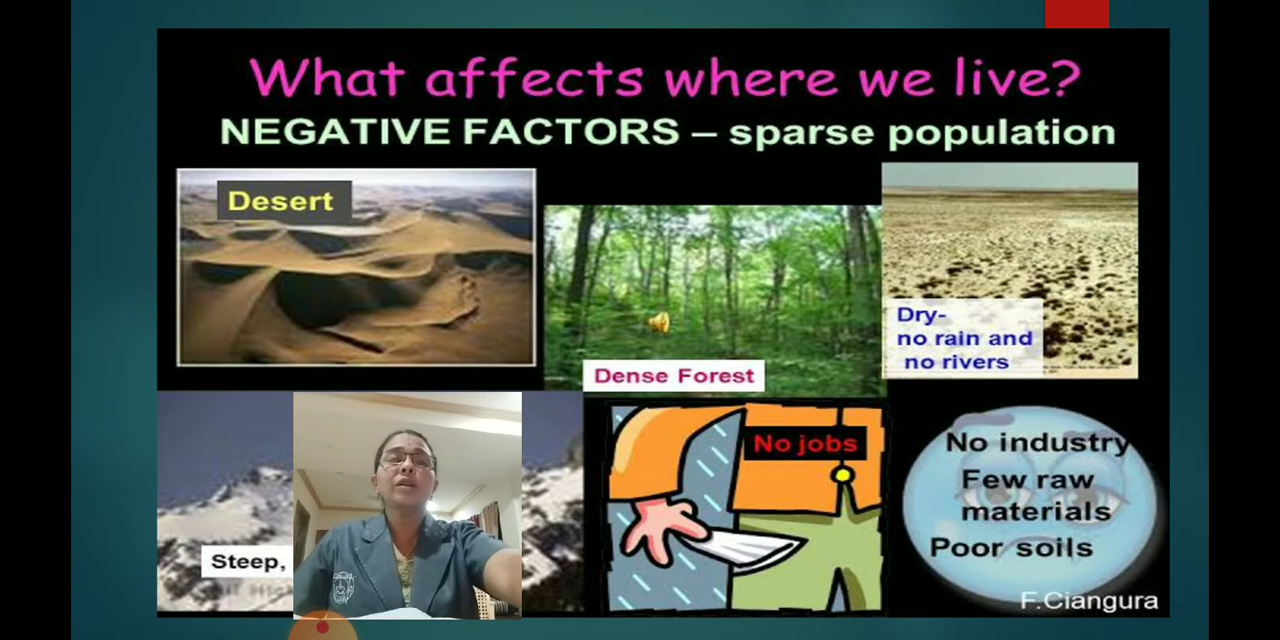 What affects where we live?
NEGATIVE FACTORS – sparse population
Desert
Dense Forest
Dry-
no rain and
no rivers
Steep,
No jobs
No industry
Few raw
materials
Poor soils
F.Ciangura